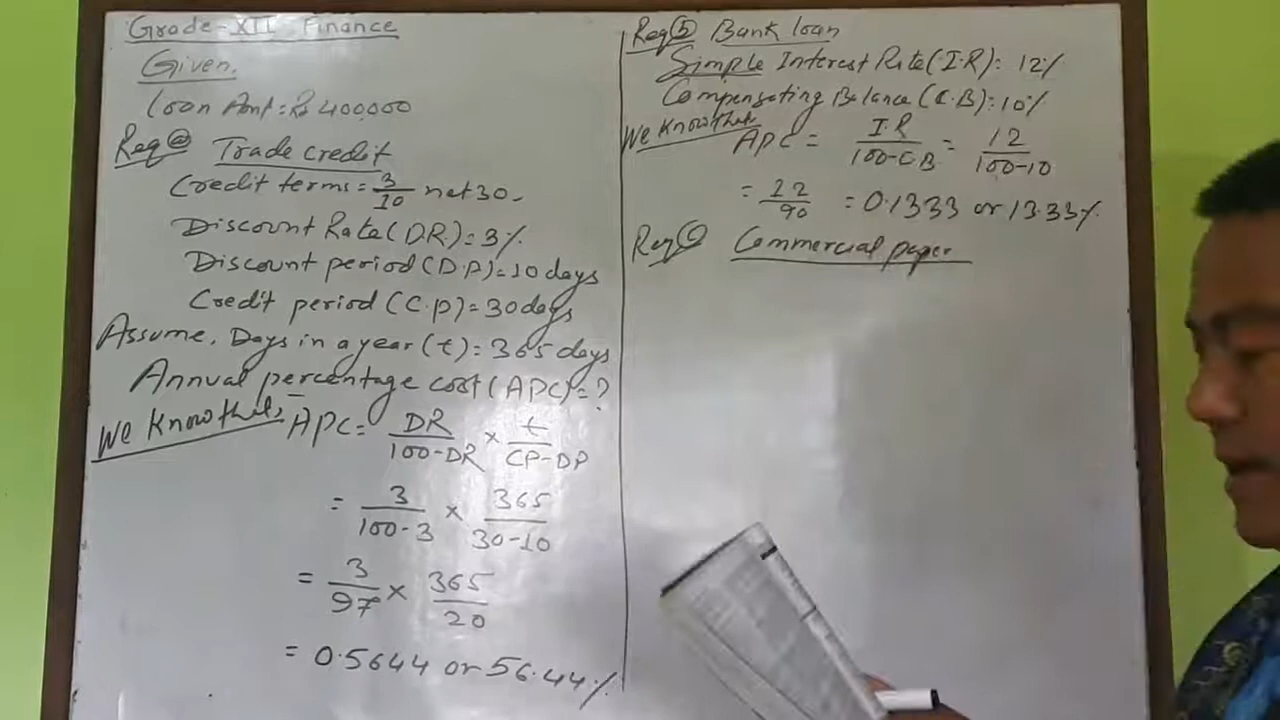 Grade-XII Finance
Given,
Loan Amt: Rs 400,000
Req@ Trade credit
Credit terms = 3/10 net 30.
Discount Rate (D.R) = 3%
Discount period (D.P) = 10 days
Credit period (C.P) = 30 days
Assume, Days in a year (t) = 365 days
Annual percentage cost (APC) = ?
We Know that, APC = DR/100-DR × t/CP-DP
= 3/100-3 × 365/30-10
= 3/97 × 365/20
= 0.5644 or 56.44%
Req(b) Bank loan
Simple Interest Rate (I.R): 12%
Compensating Balance (C.B): 10%
We Know that, APC = I.R/100-C.B = 12/100-10
= 12/90 = 0.1333 or 13.33%
Req(c) Commercial paper